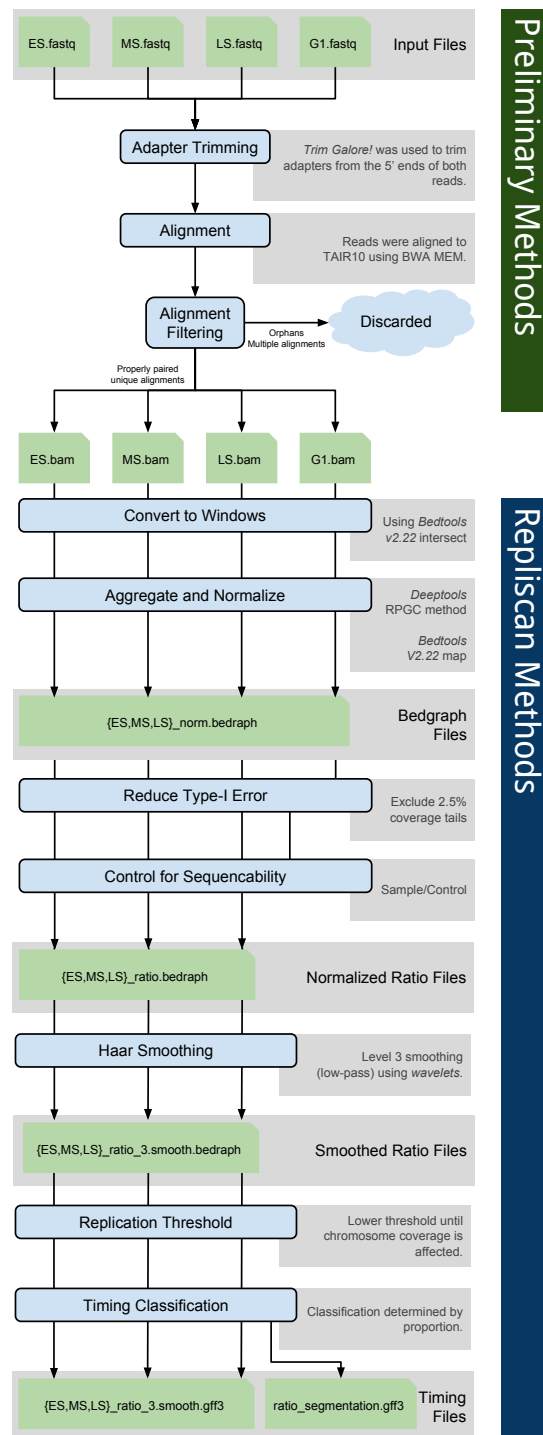 ES.fastq
MS.fastq
LS.fastq
G1.fastq
Input Files
Preliminary Methods
Adapter Trimming
Trim Galore! was used to trim
adapters from the 5' ends of both
reads.
Alignment
Reads were aligned to
TAIR10 using BWA MEM.
Alignment
Filtering
Orphans
Multiple alignments
Discarded
Properly paired
unique alignments
ES.bam
MS.bam
LS.bam
G1.bam
Repliscan Methods
Convert to Windows
Using Bedtools
v2.22 intersect
Aggregate and Normalize
Deeptools
RPGC method
Bedtools
V2.22 map
{ES,MS,LS}_norm.bedraph
Bedgraph
Files
Reduce Type-I Error
Exclude 2.5%
coverage tails
Control for Sequencability
Sample/Control
{ES,MS,LS}_ratio.bedraph
Normalized Ratio Files
Haar Smoothing
Level 3 smoothing
(low-pass) using wavelets.
{ES,MS,LS}_ratio_3.smooth.bedraph
Smoothed Ratio Files
Replication Threshold
Lower threshold until
chromosome coverage is
affected.
Timing Classification
Classification determined by
proportion.
{ES,MS,LS}_ratio_3.smooth.gff3
ratio_segmentation.gff3
Timing
Files